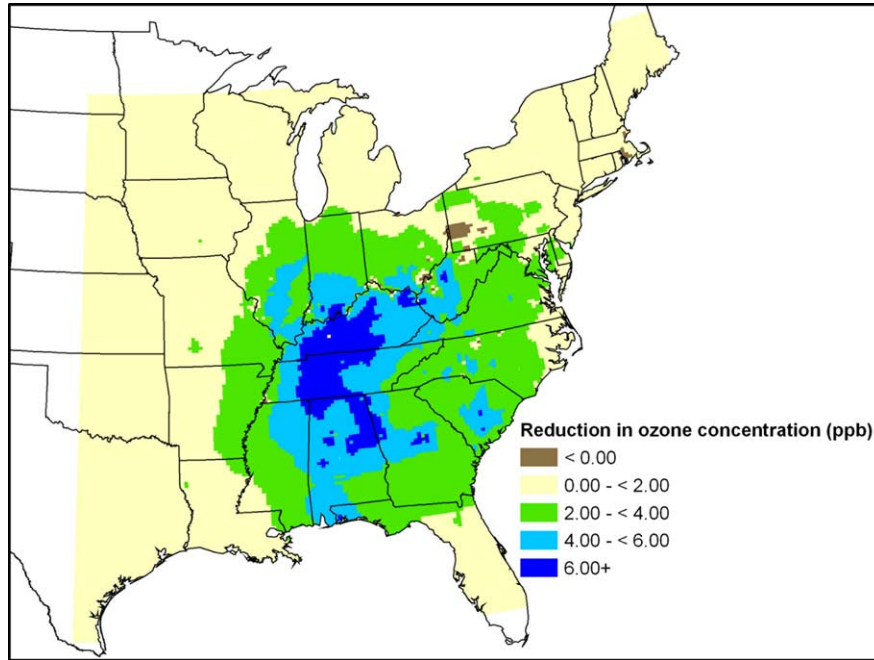 Reduction in ozone concentration (ppb)
< 0.00
0.00 - < 2.00
2.00 - < 4.00
4.00 - < 6.00
6.00+